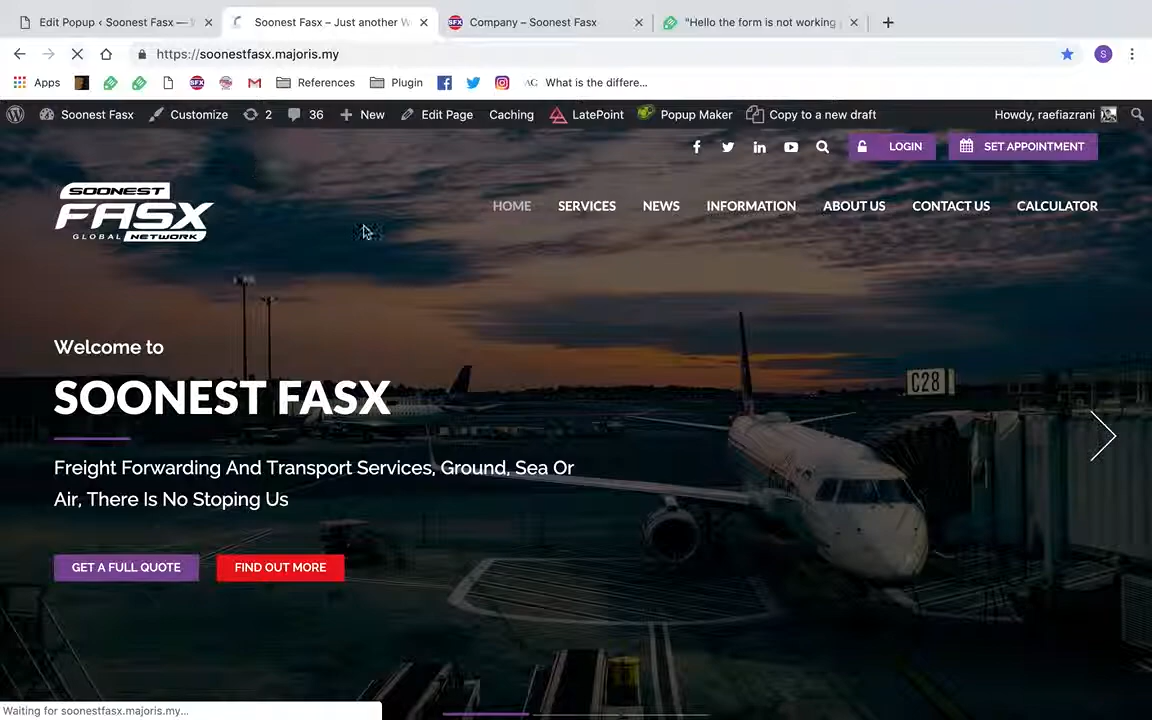 Edit Popup ‹ Soonest Fasx —
Soonest Fasx – Just another W
Company – Soonest Fasx
"Hello the form is not working
https://soonestfasx.majoris.my
S
Apps
SFX
References
Plugin
AG
What is the differe...
Soonest Fasx
Customize
2
36
New
Edit Page
Caching
LatePoint
Popup Maker
Copy to a new draft
Howdy, raefiazrani
LOGIN
SET APPOINTMENT
SOONEST
FASX
GLOBAL NETWORK
HOME
SERVICES
NEWS
INFORMATION
ABOUT US
CONTACT US
CALCULATOR
Welcome to
SOONEST FASX
C28
Freight Forwarding And Transport Services, Ground, Sea Or
Air, There Is No Stoping Us
GET A FULL QUOTE
FIND OUT MORE
Waiting for soonestfasx.majoris.my...